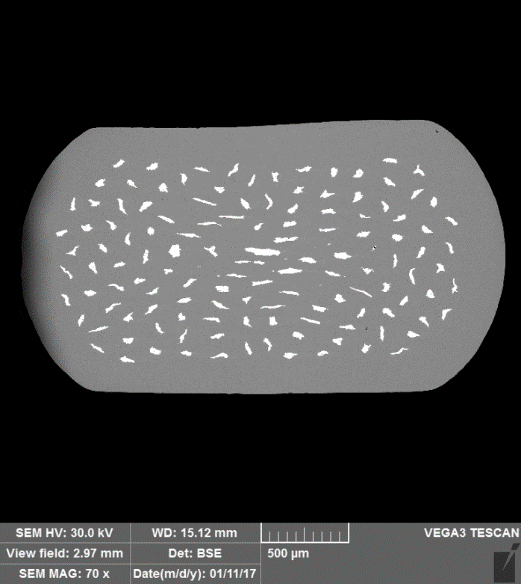 SEM HV: 30.0 kV
WD: 15.12 mm
VEGA3 TESCAN
View field: 2.97 mm
Det: BSE
500 µm
SEM MAG: 70 x
Date(m/d/y): 01/11/17